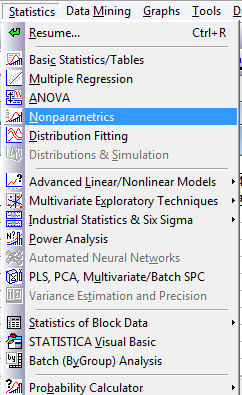 Statistics Data Mining Graphs Tools D
Resume... Ctrl+R
Basic Statistics/Tables
Multiple Regression
ANOVA
Nonparametrics
Distribution Fitting
Distributions & Simulation
Advanced Linear/Nonlinear Models
Multivariate Exploratory Techniques
Industrial Statistics & Six Sigma
Power Analysis
Automated Neural Networks
PLS, PCA, Multivariate/Batch SPC
Variance Estimation and Precision
Statistics of Block Data
STATISTICA Visual Basic
Batch (ByGroup) Analysis
Probability Calculator